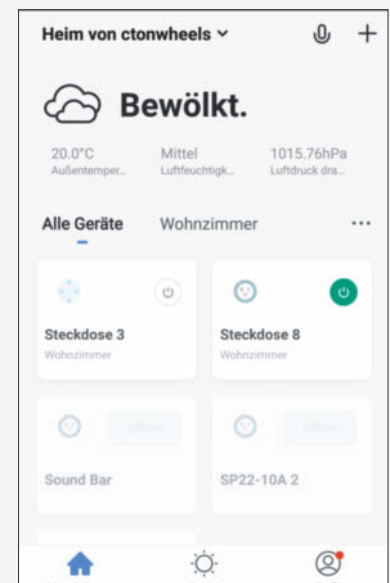 Heim von ctonwheels
Bewölkt.
20.0°C Mittel 1015.76hPa
Außentemper... Luftfeuchtigk... Luftdruck dra...
Alle Geräte Wohnzimmer ...
Steckdose 3 Steckdose 8
Wohnzimmer Wohnzimmer
Sound Bar SP22-10A 2